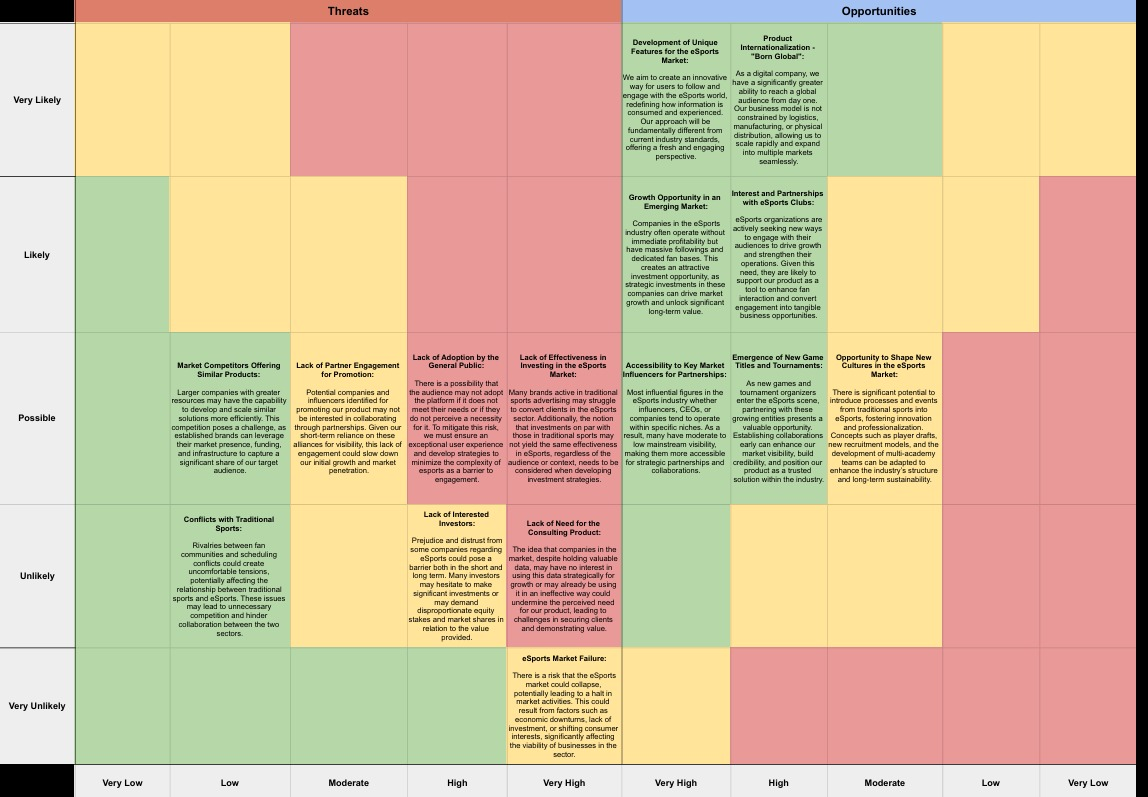 Threats
Opportunities
Very Likely
Development of Unique
Features for the eSports
Market:
We aim to create an innovative
way for users to follow and
engage with the eSports world,
redefining how information is
consumed and experienced.
Our approach will be
fundamentally different from
current industry standards,
offering a fresh and engaging
perspective.
Product
Internationalization -
"Born Global":
As a digital company, we
have a significantly greater
ability to reach a global
audience from day one.
Our business model is not
constrained by logistics,
manufacturing, or physical
distribution, allowing us to
scale rapidly and expand
into multiple markets
seamlessly.
Likely
Growth Opportunity in an
Emerging Market:
Companies in the eSports
industry often operate without
immediate profitability but
have massive followings and
dedicated fan bases. This
creates an attractive
investment opportunity, as
strategic investments in these
companies can drive market
growth and unlock significant
long-term value.
Interest and Partnerships
with eSports Clubs:
eSports organizations are
actively seeking new ways
to engage with their
audiences to drive growth
and strengthen their
operations. Given this
need, they are likely to
support our product as a
tool to enhance fan
interaction and convert
engagement into tangible
business opportunities.
Possible
Market Competitors Offering
Similar Products:
Larger companies with greater
resources may have the capability
to develop and scale similar
solutions more efficiently. This
competition poses a challenge, as
established brands can leverage
their market presence, funding,
and infrastructure to capture a
significant share of our target
audience.
Lack of Partner Engagement
for Promotion:
Potential companies and
influencers identified for
promoting our product may not
be interested in collaborating
through partnerships. Given our
short-term reliance on these
alliances for visibility, this lack of
engagement could slow down
our initial growth and market
penetration.
Lack of Adoption by the
General Public:
There is a possibility that
the audience may not adopt
the platform if it does not
meet their needs or if they
do not perceive a necessity
for it. To mitigate this risk,
we must ensure an
exceptional user experience
and develop strategies to
minimize the complexity of
esports as a barrier to
engagement.
Lack of Effectiveness in
Investing in the eSports
Market:
Many brands active in traditional
sports advertising may struggle
to convert clients in the eSports
sector. Additionally, the notion
that investments on par with
those in traditional sports may
not yield the same effectiveness
in eSports, regardless of the
audience or context, needs to be
considered when developing
investment strategies.
Accessibility to Key Market
Influencers for Partnerships:
Most influential figures in the
eSports industry whether
influencers, CEOs, or
companies tend to operate
within specific niches. As a
result, many have moderate to
low mainstream visibility,
making them more accessible
for strategic partnerships and
collaborations.
Emergence of New Game
Titles and Tournaments:
As new games and
tournament organizers
enter the eSports scene,
partnering with these
growing entities presents a
valuable opportunity.
Establishing collaborations
early can enhance our
market visibility, build
credibility, and position our
product as a trusted
solution within the industry.
Opportunity to Shape New
Cultures in the eSports
Market:
There is significant potential to
introduce processes and events
from traditional sports into
eSports, fostering innovation
and professionalization.
Concepts such as player drafts,
new recruitment models, and the
development of multi-academy
teams can be adapted to
enhance the industry's structure
and long-term sustainability.
Unlikely
Conflicts with Traditional
Sports:
Rivalries between fan
communities and scheduling
conflicts could create
uncomfortable tensions,
potentially affecting the
relationship between traditional
sports and eSports. These issues
may lead to unnecessary
competition and hinder
collaboration between the two
sectors.
Lack of Interested
Investors:
Prejudice and distrust from
some companies regarding
eSports could pose a
barrier both in the short and
long term. Many investors
may hesitate to make
significant investments or
may demand
disproportionate equity
stakes and market shares in
relation to the value
provided.
Lack of Need for the
Consulting Product:
The idea that companies in the
market, despite holding valuable
data, may have no interest in
using this data strategically for
growth or may already be using
it in an ineffective way could
undermine the perceived need
for our product, leading to
challenges in securing clients
and demonstrating value.
Very Unlikely
eSports Market Failure:
There is a risk that the eSports
market could collapse,
potentially leading to a halt in
market activities. This could
result from factors such as
economic downturns, lack of
investment, or shifting consumer
interests, significantly affecting
the viability of businesses in the
sector.
Very Low
Low
Moderate
High
Very High
Very High
High
Moderate
Low
Very Low